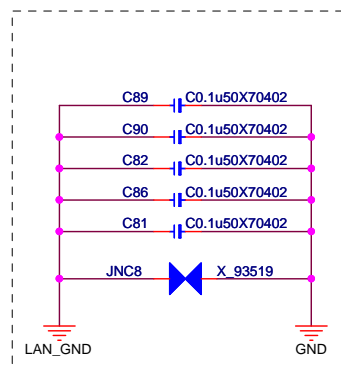 C89 C0.1u50X70402
C90 C0.1u50X70402
C82 C0.1u50X70402
C86 C0.1u50X70402
C81 C0.1u50X70402
JNC8 X_93519
LAN_GND GND